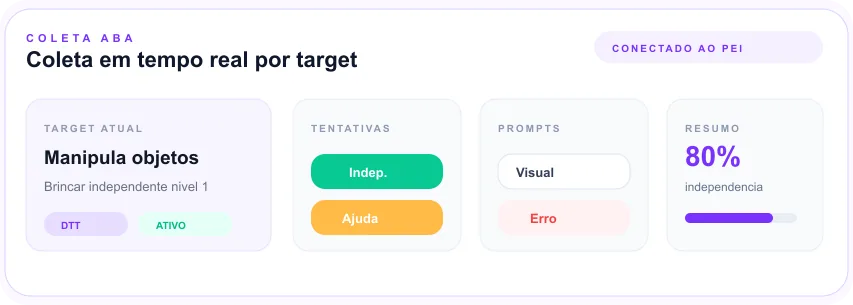 COLETA ABA
Coleta em tempo real por target
CONECTADO AO PEI
TARGET ATUAL
Manipula objetos
Brincar independente nivel 1
DTT
ATIVO
TENTATIVAS
Indep.
Ajuda
PROMPTS
Visual
Erro
RESUMO
80%
independencia